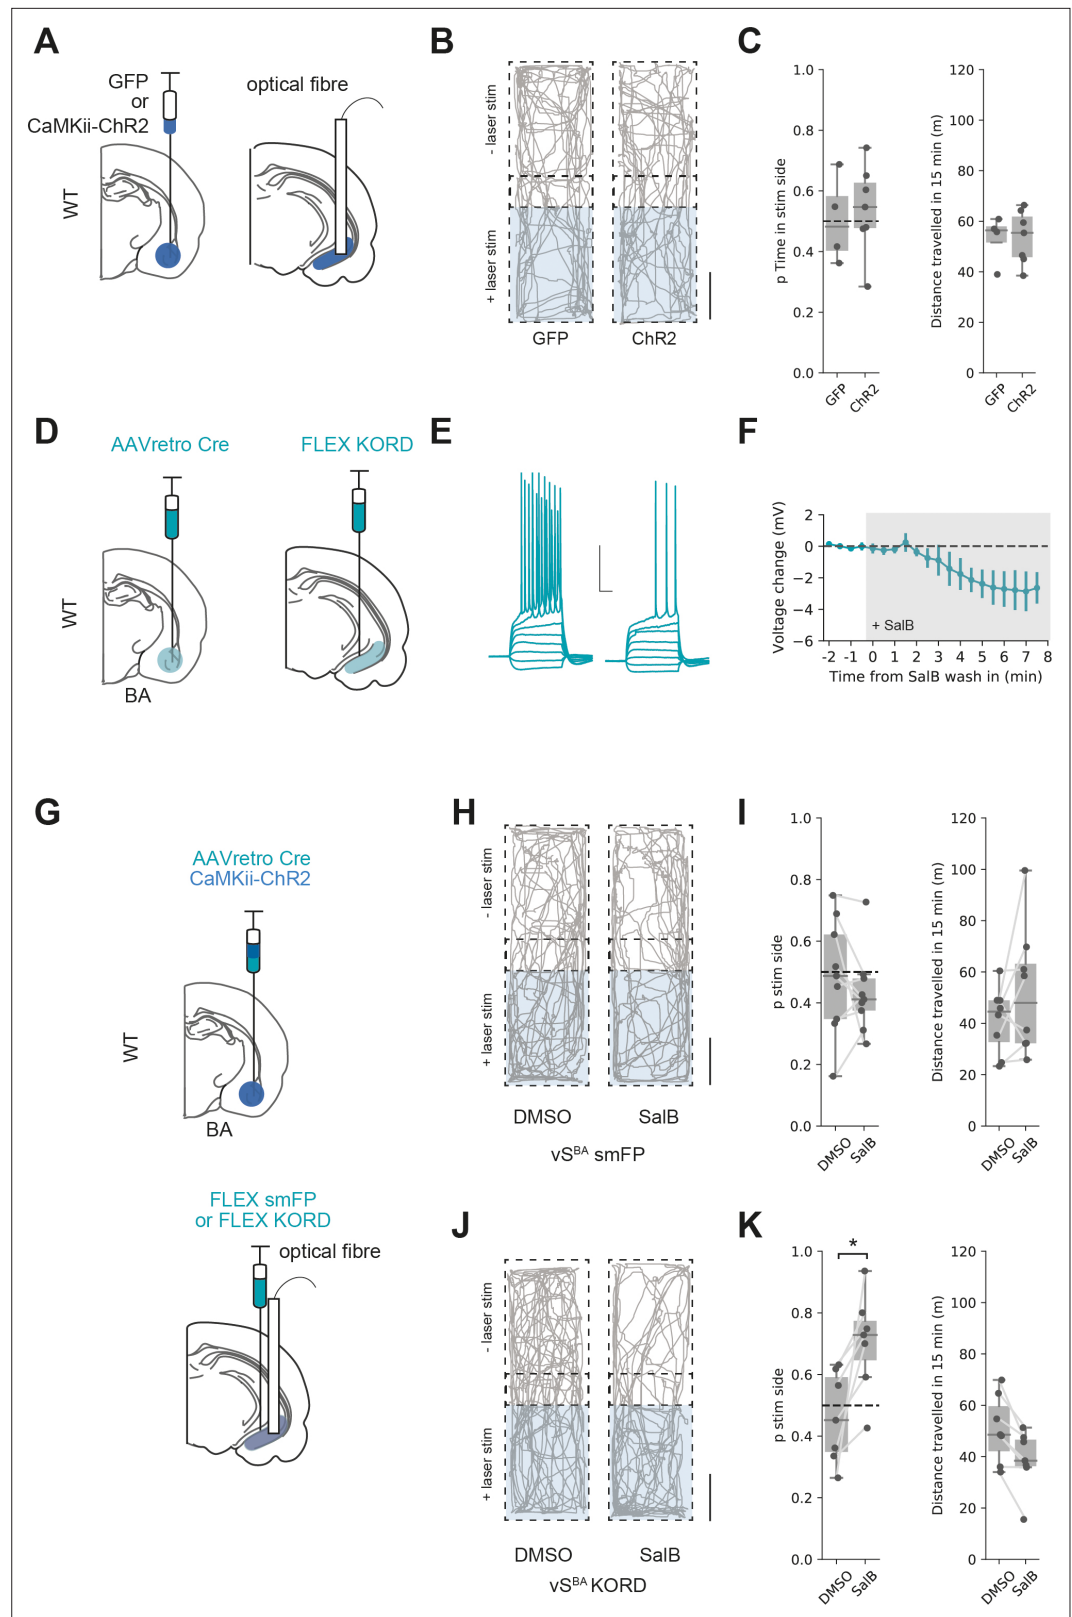 A
GFP
or
CaMKii-ChR2
optical fibre
WT
B
- laser stim
+ laser stim
GFP
ChR2
C
p Time in stim side
1.0
0.8
0.6
0.4
0.2
0.0
GFP
ChR2
Distance travelled in 15 min (m)
120
100
80
60
40
20
0
GFP
ChR2
D
AAVretro Cre
FLEX KORD
WT
BA
E
F
Voltage change (mV)
2
0
−2
−4
−6
+ SalB
-2 -1 0 1 2 3 4 5 6 7 8
Time from SalB wash in (min)
G
AAVretro Cre
CaMKii-ChR2
WT
BA
FLEX smFP
or FLEX KORD
optical fibre
H
- laser stim
+ laser stim
DMSO
SalB
vSBA smFP
I
p stim side
1.0
0.8
0.6
0.4
0.2
0.0
DMSO
SalB
Distance travelled in 15 min (m)
120
100
80
60
40
20
0
DMSO
SalB
J
- laser stim
+ laser stim
DMSO
SalB
vSBA KORD
K
*
p stim side
1.0
0.8
0.6
0.4
0.2
0.0
DMSO
SalB
Distance travelled in 15 min (m)
120
100
80
60
40
20
0
DMSO
SalB